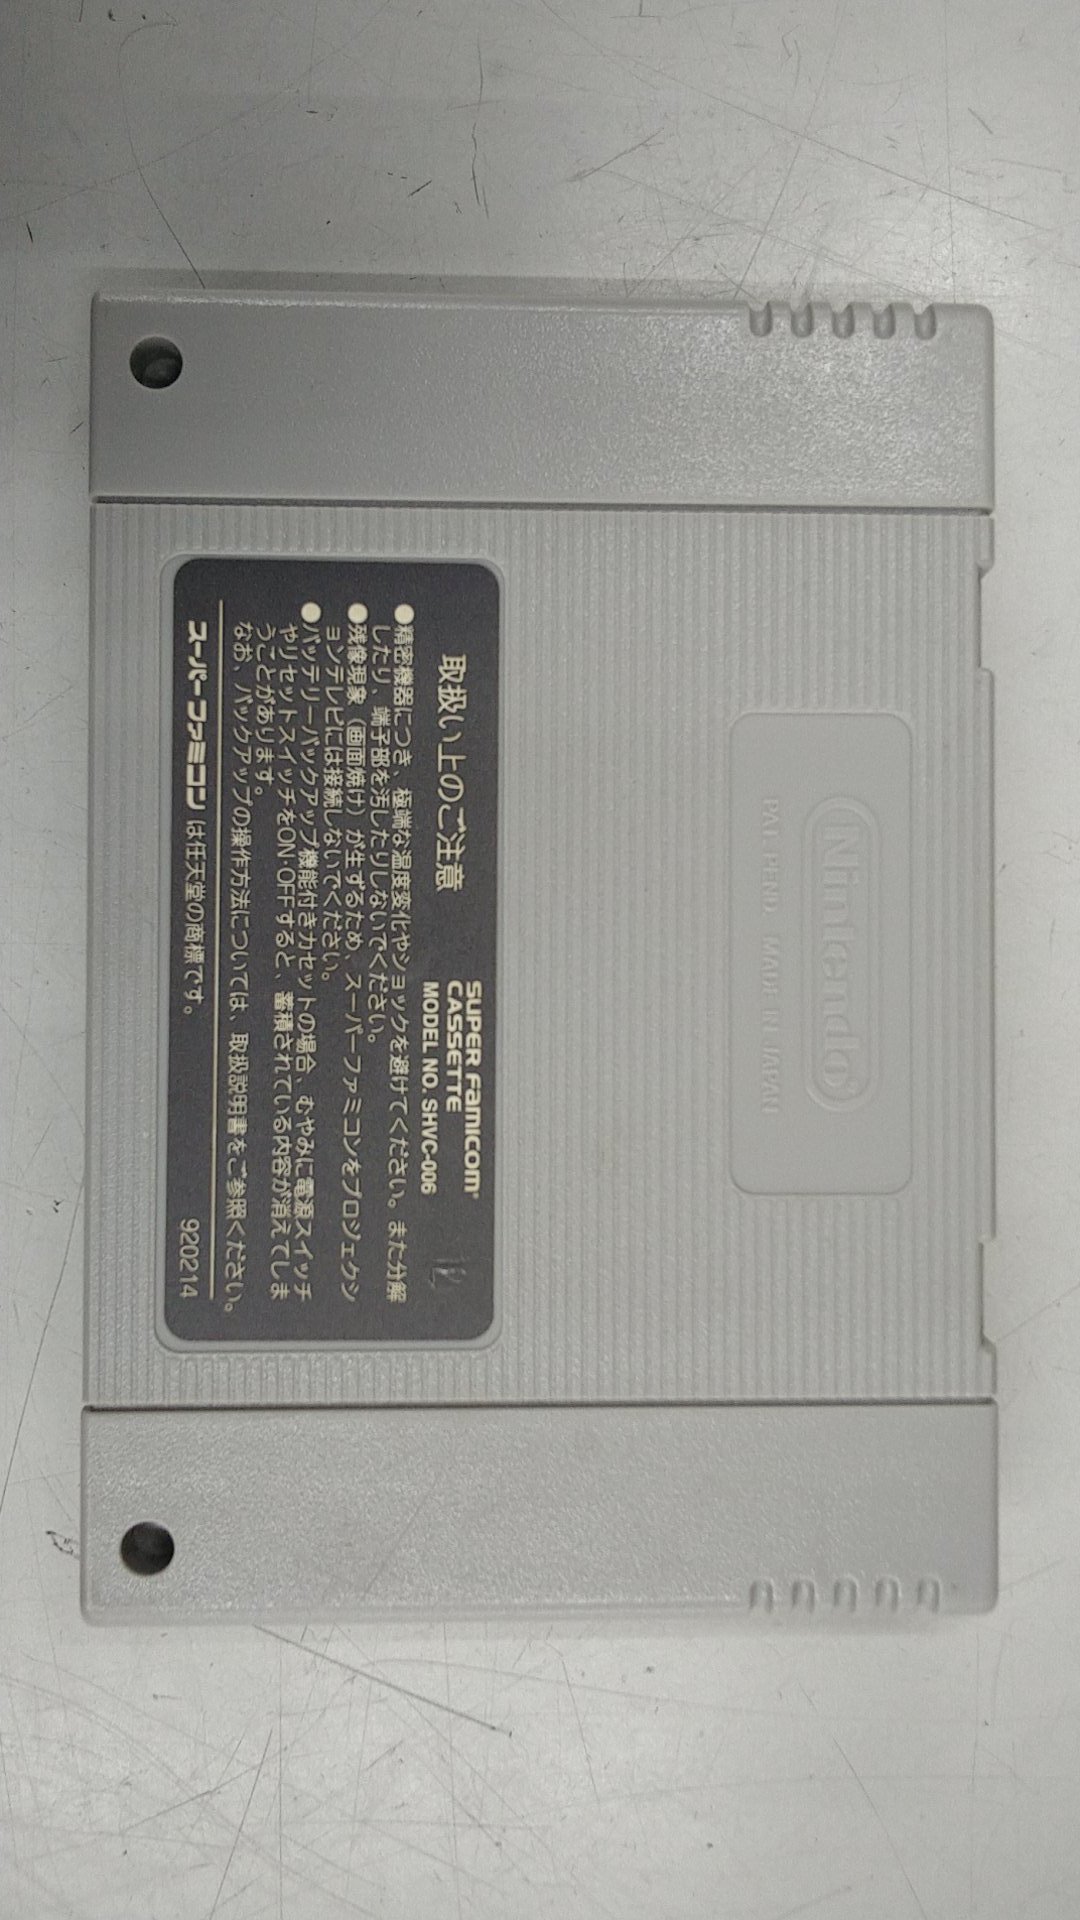 Nintendo
PAT. PEND. MADE IN JAPAN
SUPER Famicom
CASSETTE
取扱い上のご注意 MODEL NO. SHVC-006
●精密機器につき、極端な温度変化やショックを避けてください。また分解
したり、端子部を汚したりしないでください。
●残像現象（画面焼け）が生ずるため、スーパーファミコンをプロジェクシ
ョンテレビには接続しないでください。
●バッテリーバックアップ機能付きカセットの場合、むやみに電源スイッチ
やリセットスイッチをON・OFFすると、蓄積されている内容が消えてしま
うことがあります。
なお、バックアップの操作方法については、取扱説明書をご参照ください。
スーパーファミコンは任天堂の商標です。 920214